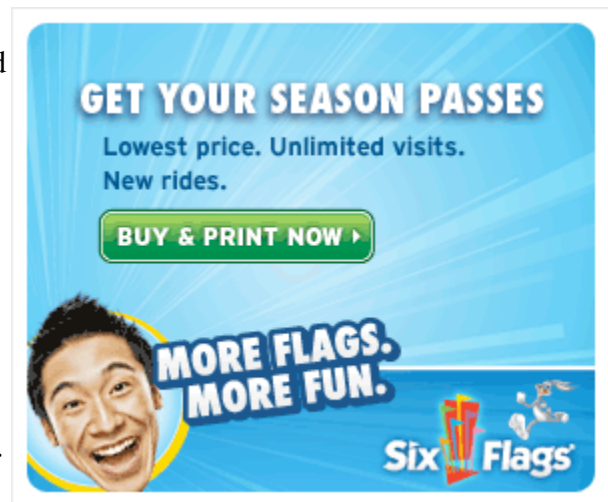 d
GET YOUR SEASON PASSES
Lowest price. Unlimited visits.
New rides.
BUY & PRINT NOW
MORE FLAGS.
MORE FUN.
Six Flags
.